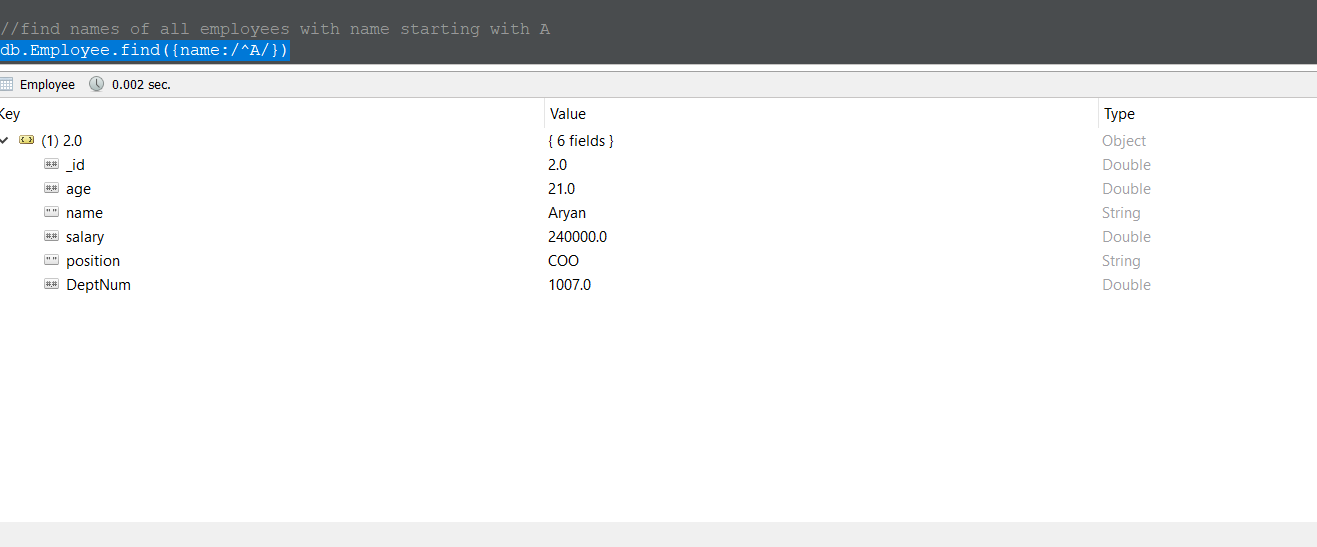 //find names of all employees with name starting with A
db.Employee.find({name:/^A/})
Employee 0.002 sec.
Key Value Type
(1) 2.0 { 6 fields } Object
_id 2.0 Double
age 21.0 Double
name Aryan String
salary 240000.0 Double
position COO String
DeptNum 1007.0 Double